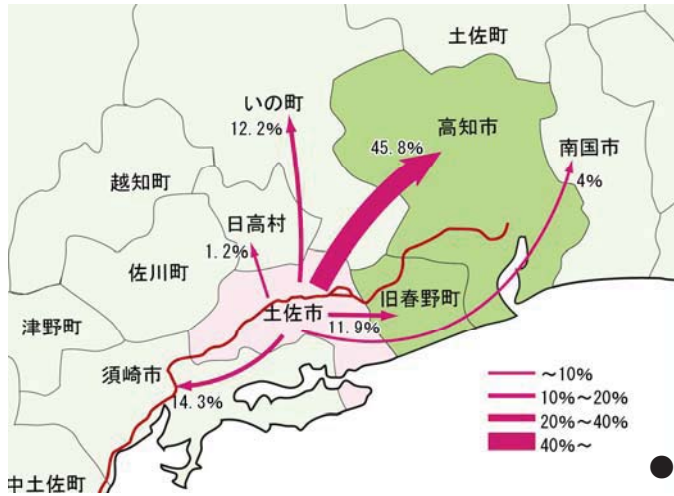 土佐町
いの町
12.2%
高知市
45.8%
南国市
4%
越知町
日高村
1.2%
佐川町
旧春野町
土佐市
11.9%
津野町
須崎市
14.3%
中土佐町
～10%
10%～20%
20%～40%
40%～